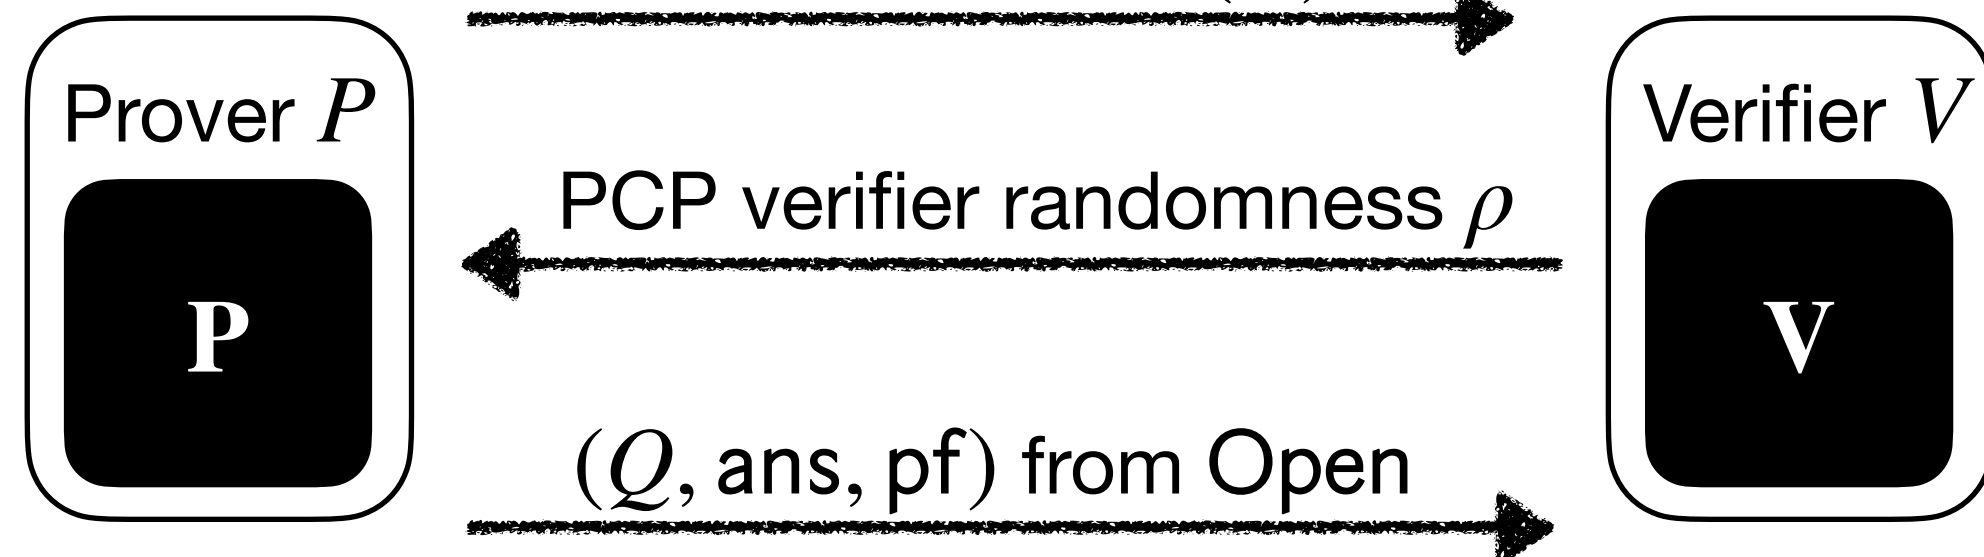 Prover P
Verifier V
PCP verifier randomness ρ
P
V
(Q, ans, pf) from Open